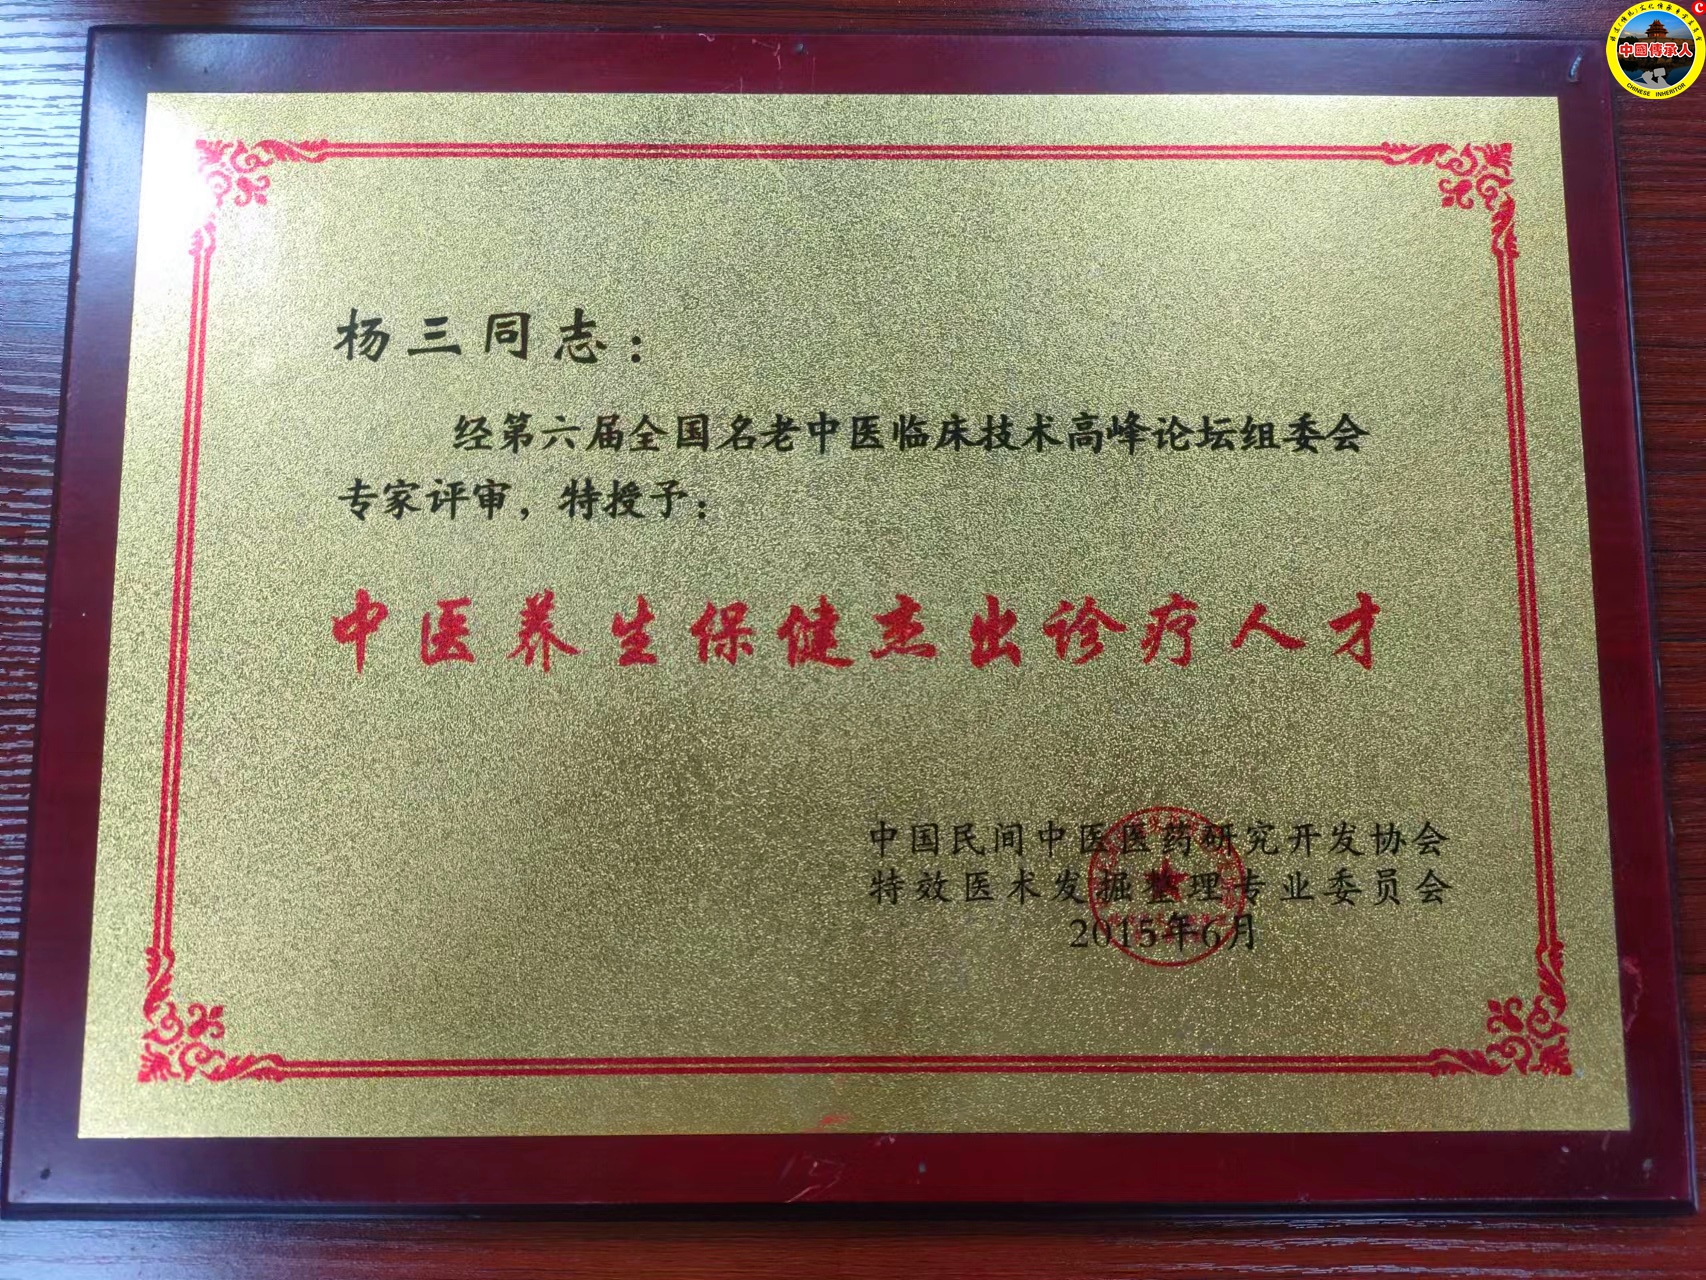 中國傳承人
CHINESE INHERITOR
杨三同志：
经第六届全国名老中医临床技术高峰论坛组委会
专家评审，特授予：
中医养生保健杰出诊疗人才
中国民间中医医药研究开发协会
特效医术发掘整理专业委员会
2015年6月